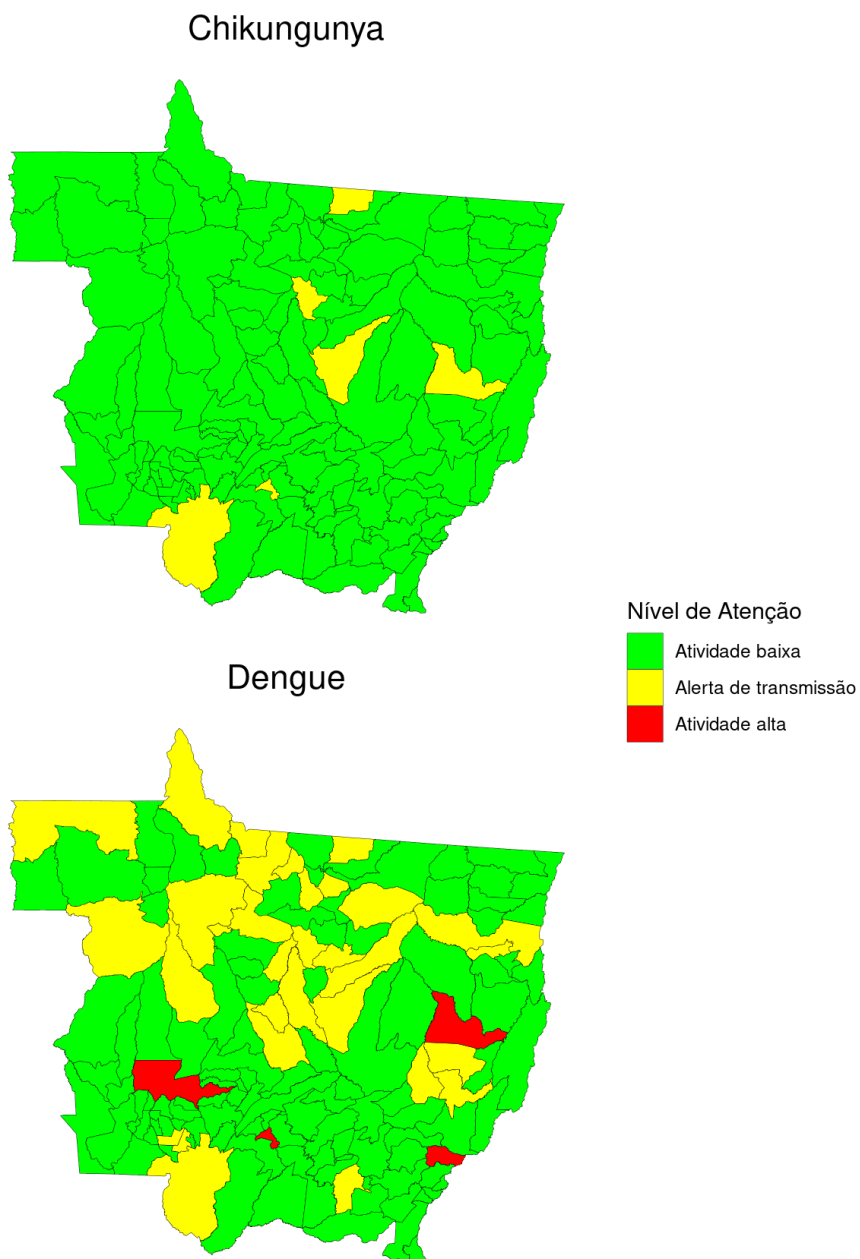 Chikungunya
Nível de Atenção
Atividade baixa
Alerta de transmissão
Atividade alta
Dengue